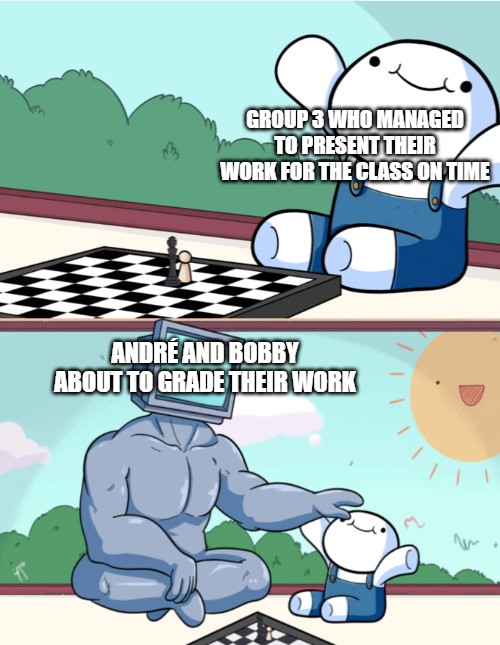 GROUP 3 WHO MANAGED
TO PRESENT THEIR
WORK FOR THE CLASS ON TIME
ANDRÉ AND BOBBY
ABOUT TO GRADE THEIR WORK